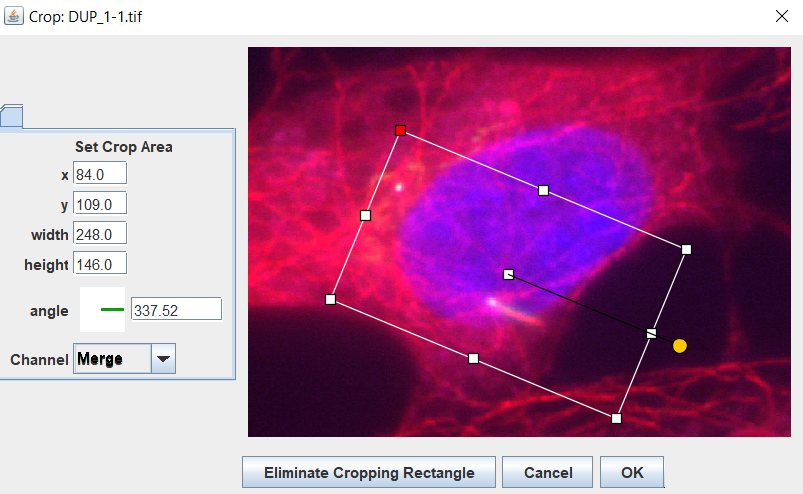 Crop: DUP_1-1.tif
Set Crop Area
x 84.0
y 109.0
width 248.0
height 146.0
angle 337.52
Channel Merge
Eliminate Cropping Rectangle Cancel OK